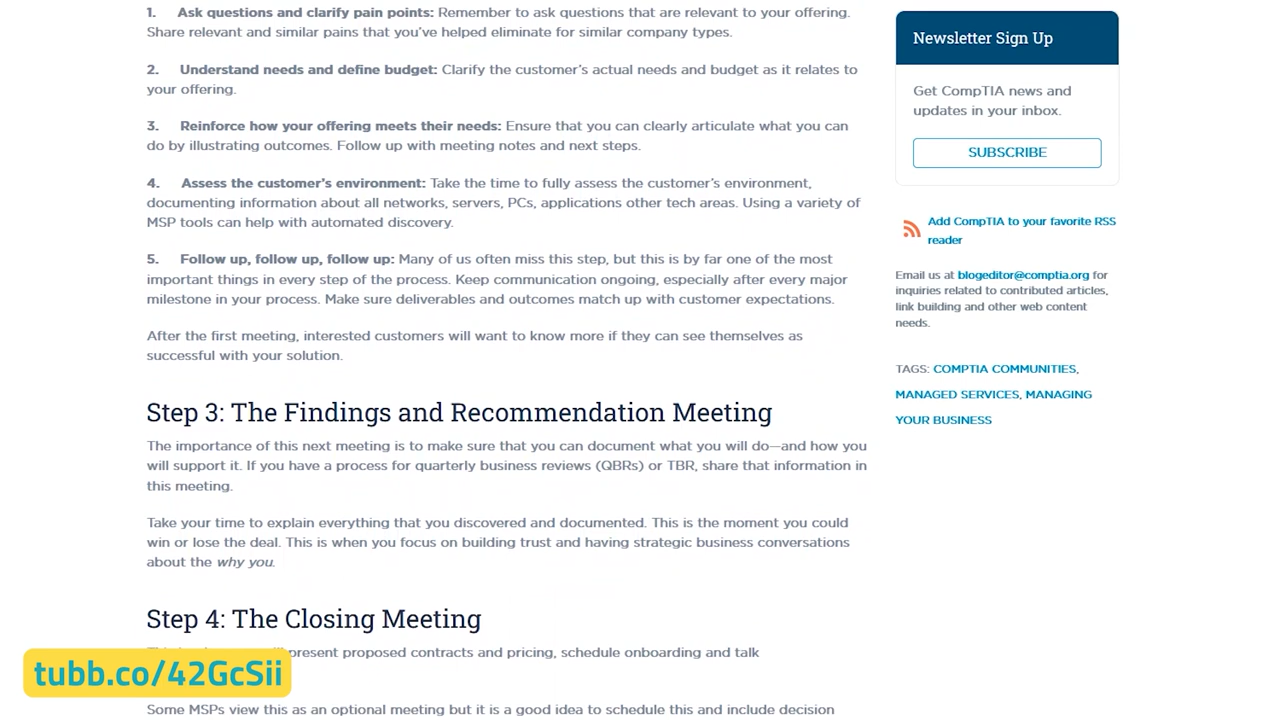 1. Ask questions and clarify pain points: Remember to ask questions that are relevant to your offering.
Share relevant and similar pains that you've helped eliminate for similar company types.
2. Understand needs and define budget: Clarify the customer's actual needs and budget as it relates to
your offering.
3. Reinforce how your offering meets their needs: Ensure that you can clearly articulate what you can
do by illustrating outcomes. Follow up with meeting notes and next steps.
4. Assess the customer's environment: Take the time to fully assess the customer's environment,
documenting information about all networks, servers, PCs, applications other tech areas. Using a variety of
MSP tools can help with automated discovery.
5. Follow up, follow up, follow up: Many of us often miss this step, but this is by far one of the most
important things in every step of the process. Keep communication ongoing, especially after every major
milestone in your process. Make sure deliverables and outcomes match up with customer expectations.
After the first meeting, interested customers will want to know more if they can see themselves as
successful with your solution.
Step 3: The Findings and Recommendation Meeting
The importance of this next meeting is to make sure that you can document what you will do—and how you
will support it. If you have a process for quarterly business reviews (QBRs) or TBR, share that information in
this meeting.
Take your time to explain everything that you discovered and documented. This is the moment you could
win or lose the deal. This is when you focus on building trust and having strategic business conversations
about the why you.
Step 4: The Closing Meeting
present proposed contracts and pricing, schedule onboarding and talk
Some MSPs view this as an optional meeting but it is a good idea to schedule this and include decision
tubb.co/42GcSii
Newsletter Sign Up
Get CompTIA news and
updates in your inbox.
SUBSCRIBE
Add CompTIA to your favorite RSS
reader
Email us at blogeditor@comptia.org for
inquiries related to contributed articles,
link building and other web content
needs.
TAGS: COMPTIA COMMUNITIES,
MANAGED SERVICES, MANAGING
YOUR BUSINESS